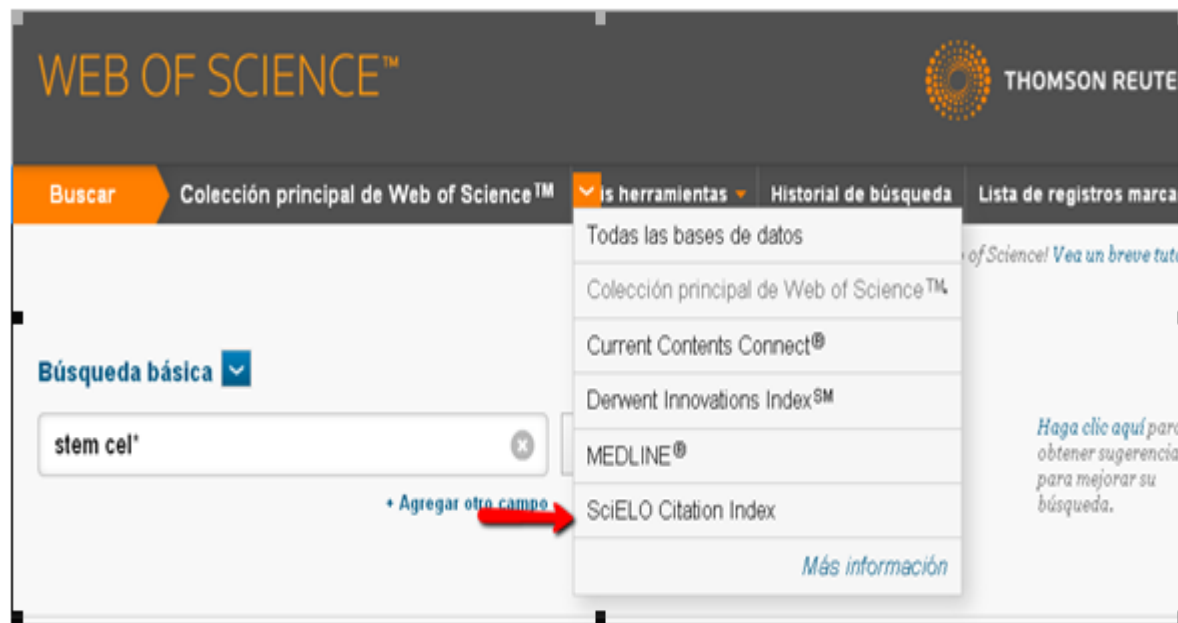 WEB OF SCIENCE™
THOMSON REUTE
Buscar
Colección principal de Web of Science™
is herramientas
Historial de búsqueda
Lista de registros marca
Todas las bases de datos
of Science! Vea un breve tuto
Colección principal de Web of Science™
Current Contents Connect®
Búsqueda básica
Derwent Innovations Index℠
stem cel*
MEDLINE®
Haga clic aquí para
obtener sugerencia
para mejorar su
búsqueda.
+ Agregar otro campo
SciELO Citation Index
Más información